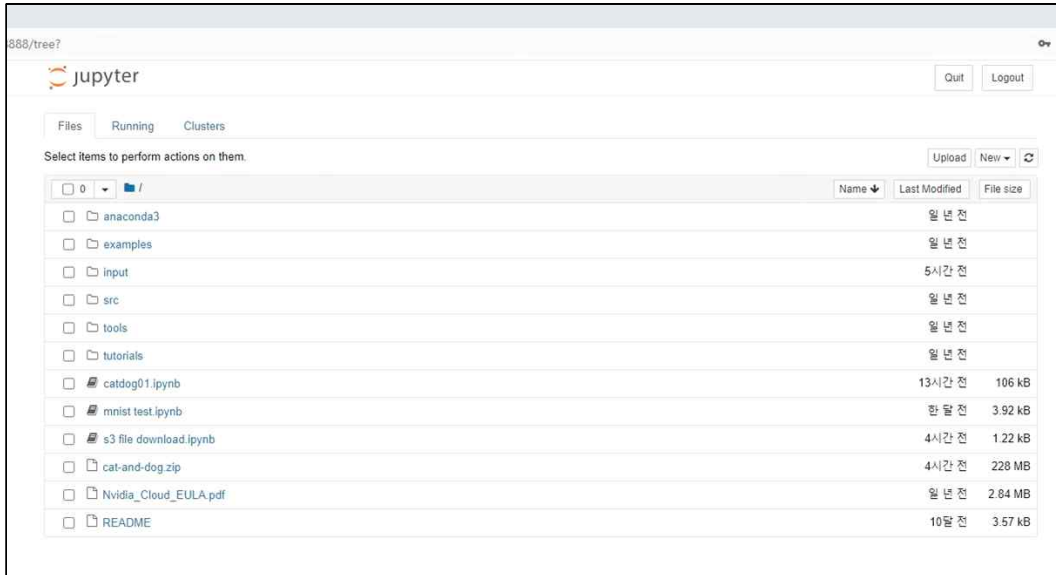 888/tree?
jupyter
Quit Logout
Files Running Clusters
Select items to perform actions on them.
Upload New
0 / Name Last Modified File size
anaconda3 일 년 전
examples 일 년 전
input 5시간 전
src 일 년 전
tools 일 년 전
tutorials 일 년 전
catdog01.ipynb 13시간 전 106 kB
mnist test.ipynb 한 달 전 3.92 kB
s3 file download.ipynb 4시간 전 1.22 kB
cat-and-dog.zip 4시간 전 228 MB
Nvidia_Cloud_EULA.pdf 일 년 전 2.84 MB
README 10달 전 3.57 kB